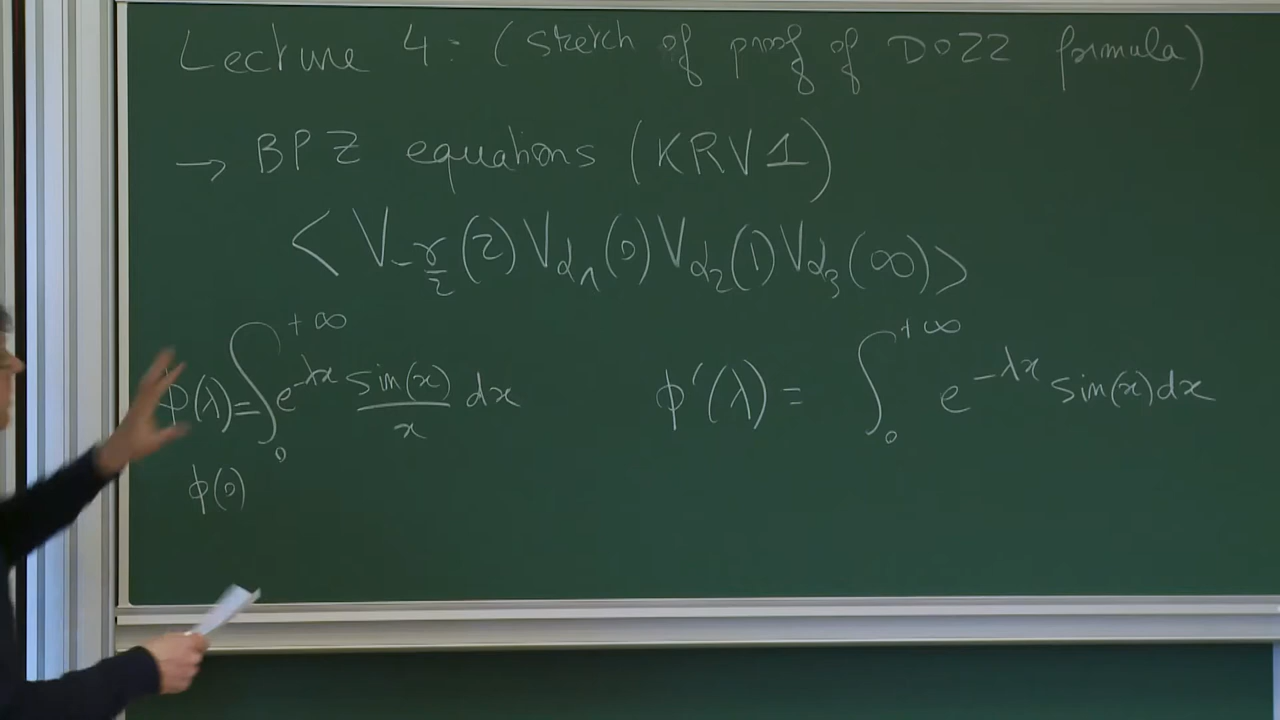 Lecture 4: (sketch of proof of DOZZ formula)
→ BPZ equations (KRV1)
< V_{-γ/2}(z) V_{α_1}(0) V_{α_2}(1) V_{α_3}(∞) >
φ(λ) = ∫_0^{+∞} e^{-λx} sin(x)/x dx φ'(λ) = ∫_0^{+∞} e^{-λx} sin(x) dx
φ(0)